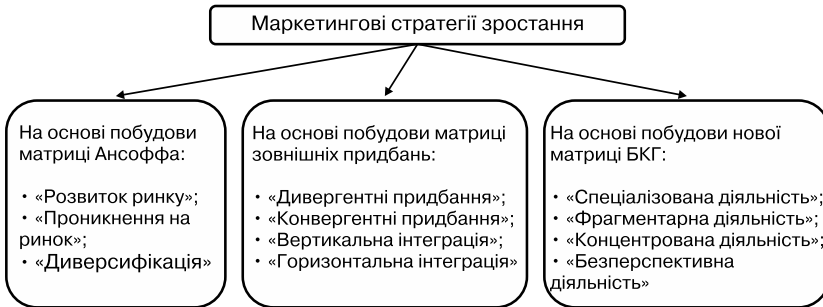 Маркетингові стратегії зростання
На основі побудови
матриці Ансоффа:
• «Розвиток ринку»;
• «Проникнення на
ринок»;
• «Диверсифікація»
На основі побудови матриці
зовнішніх придбань:
• «Дивергентні придбання»;
• «Конвергентні придбання»;
• «Вертикальна інтеграція»;
• «Горизонтальна інтеграція»
На основі побудови нової
матриці БКГ:
• «Спеціалізована діяльність»;
• «Фрагментарна діяльність»;
• «Концентрована діяльність»;
• «Безперспективна
діяльність»